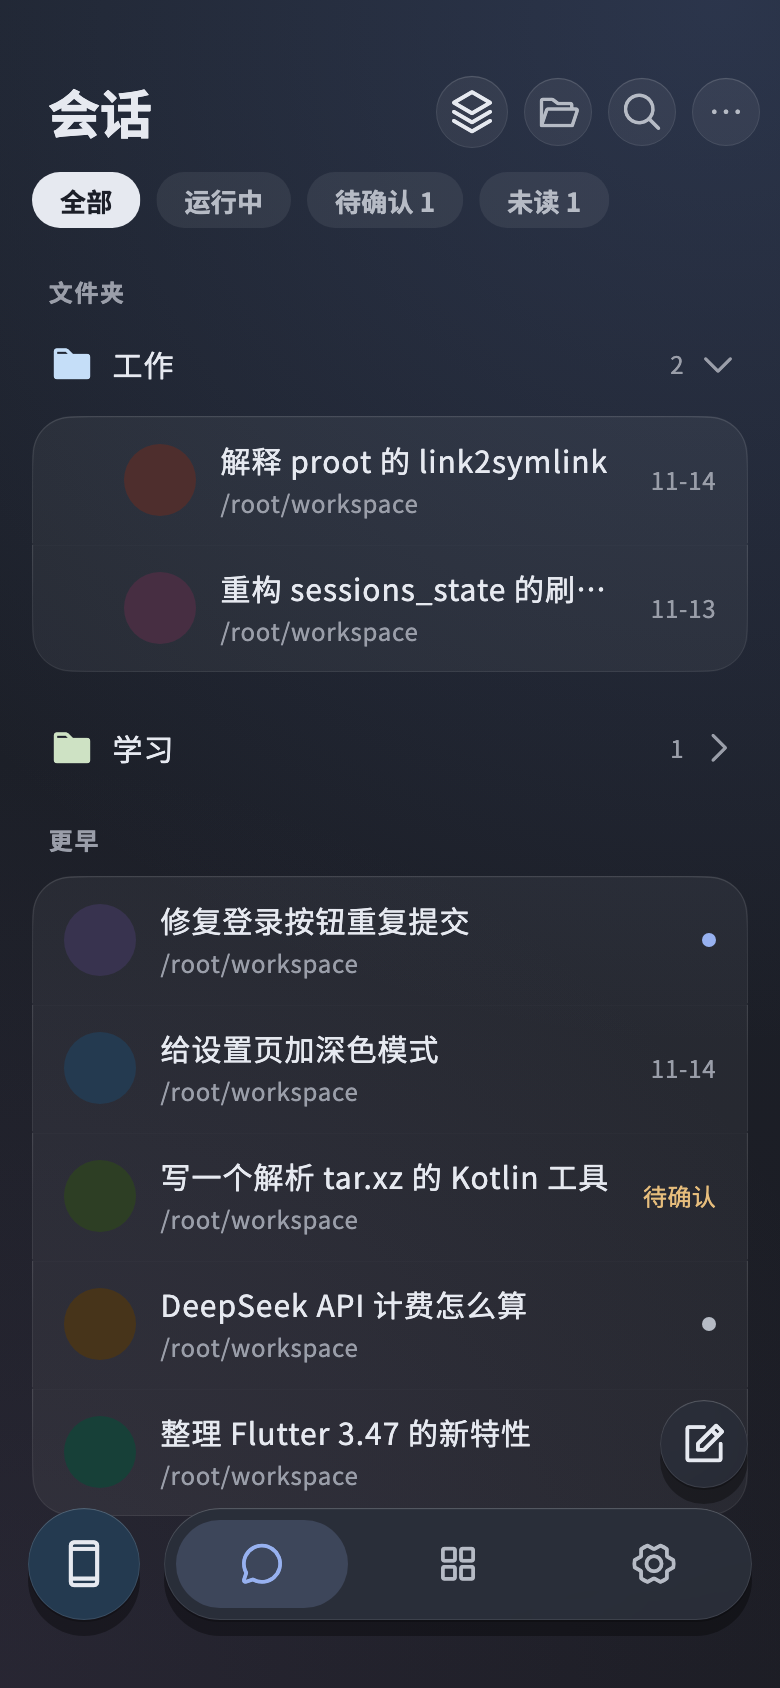 会话
全部
运行中
待确认 1
未读 1
文件夹
工作
2
解释 proot 的 link2symlink
/root/workspace
11-14
重构 sessions_state 的刷…
/root/workspace
11-13
学习
1
更早
修复登录按钮重复提交
/root/workspace
给设置页加深色模式
/root/workspace
11-14
写一个解析 tar.xz 的 Kotlin 工具
/root/workspace
待确认
DeepSeek API 计费怎么算
/root/workspace
整理 Flutter 3.47 的新特性
/root/workspace